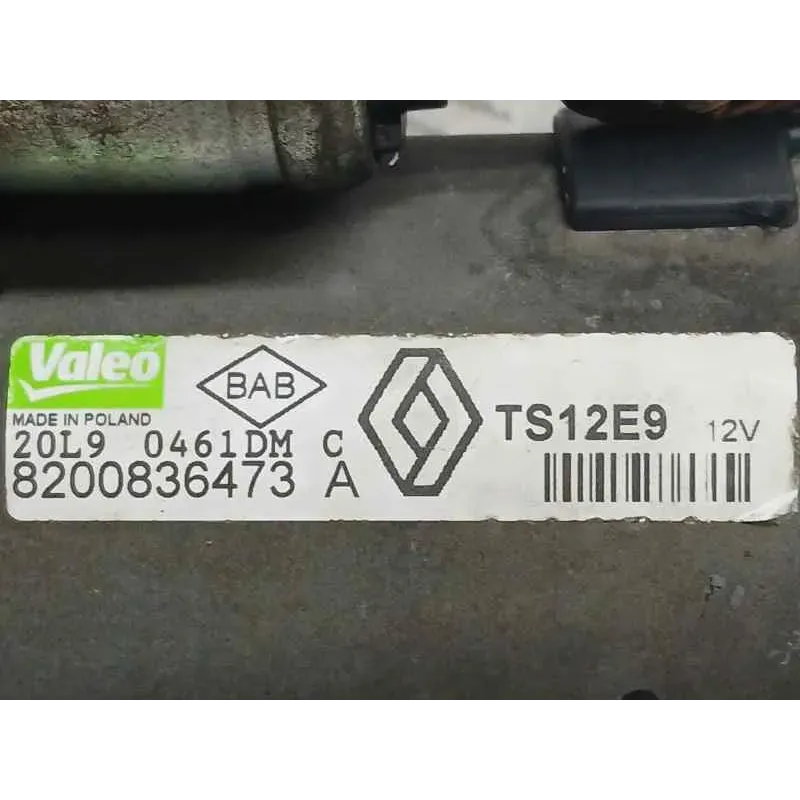 Valeo
BAB
MADE IN POLAND
20L9 0461DM C
8200836473 A
TS12E9 12V